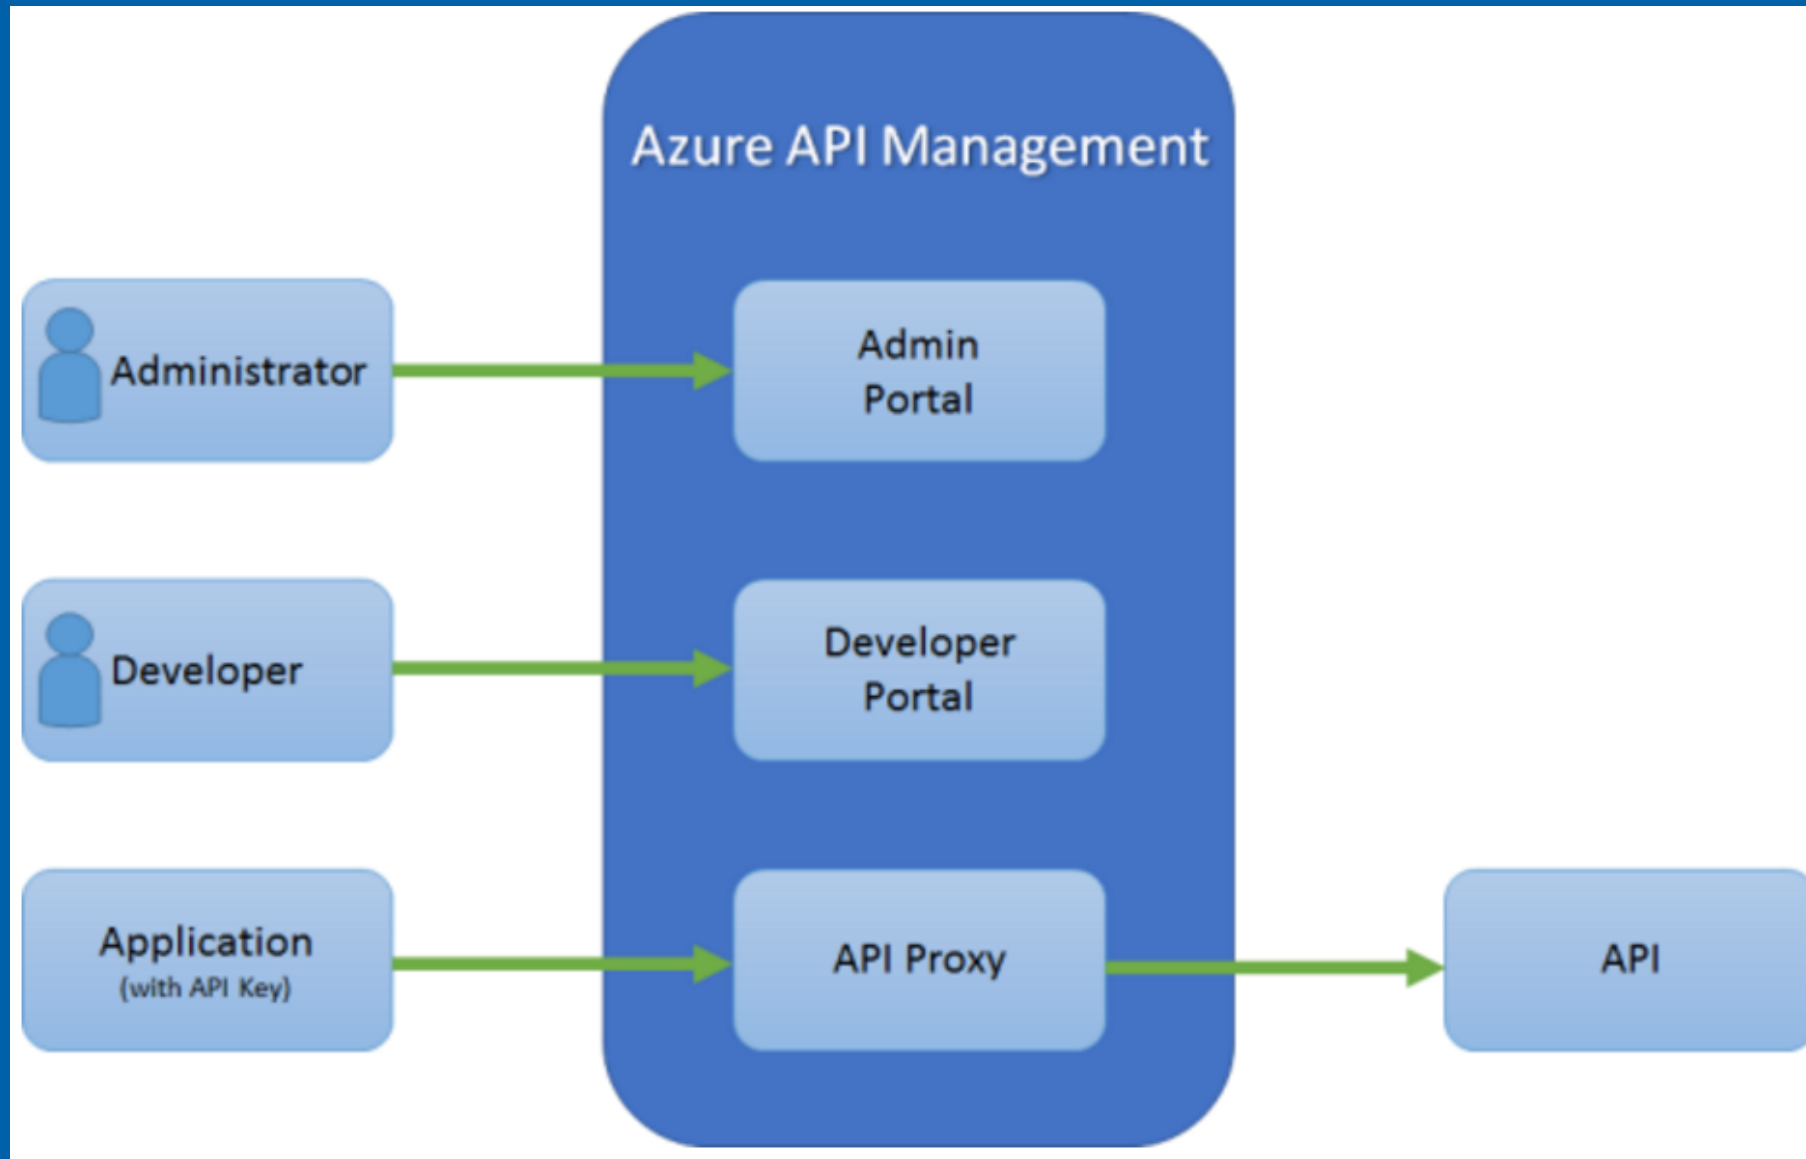 Azure API Management
Administrator
Admin
Portal
Developer
Developer
Portal
Application
(with API Key)
API Proxy
API